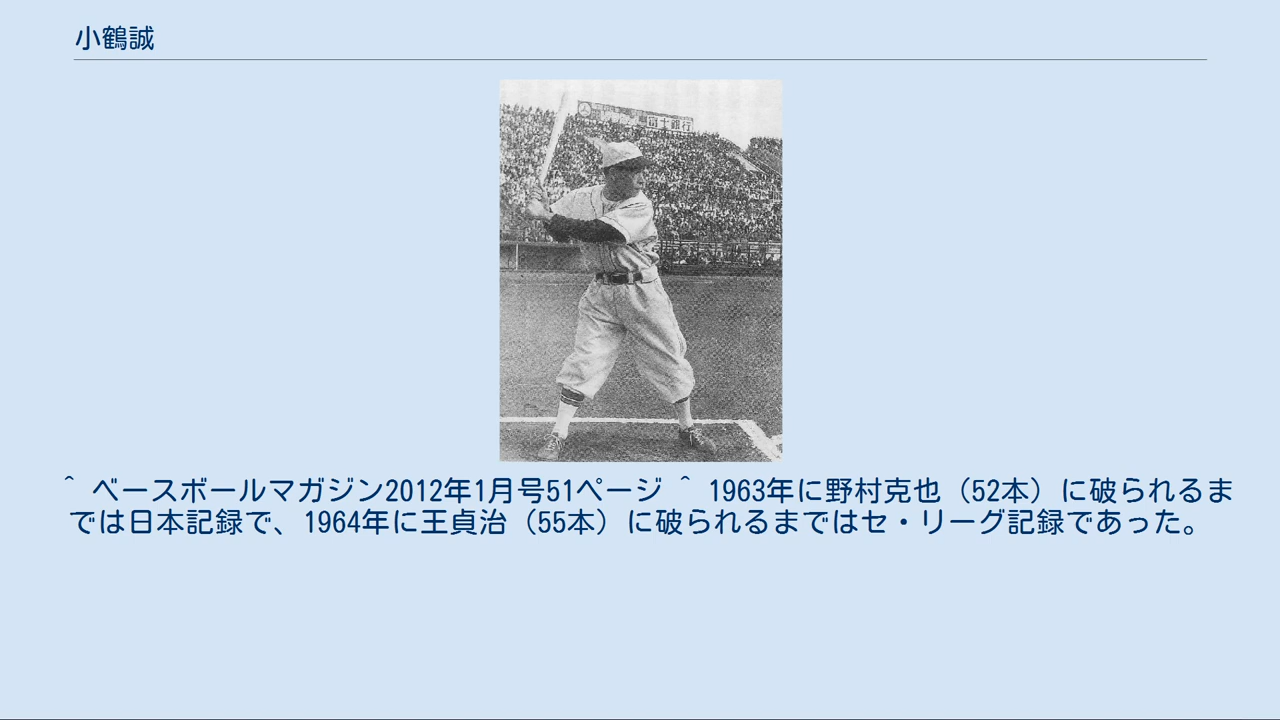 小鶴誠
富士銀行
^ ベースボールマガジン2012年1月号51ページ ^ 1963年に野村克也（52本）に破られるま
では日本記録で、1964年に王貞治（55本）に破られるまではセ・リーグ記録であった。